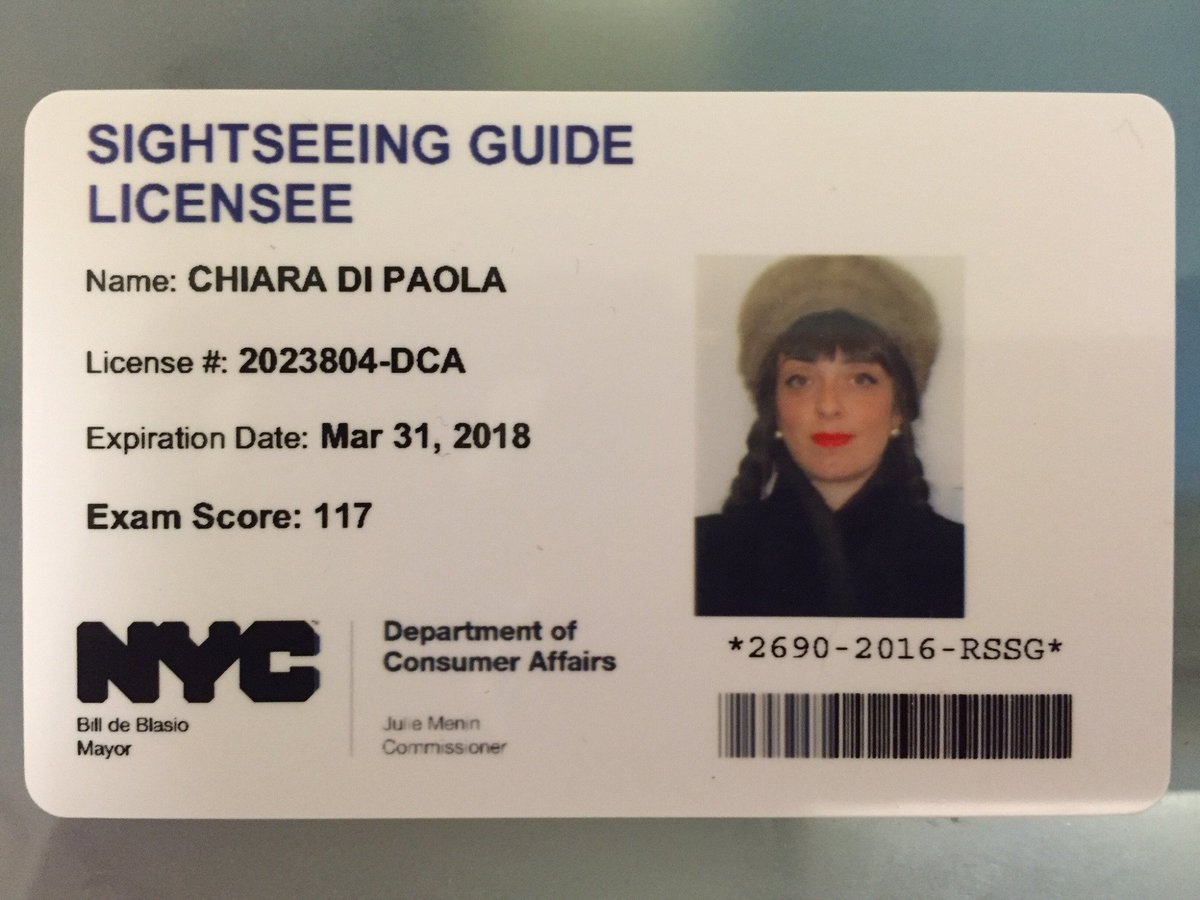 SIGHTSEEING GUIDE
LICENSEE
Name: CHIARA DI PAOLA
License #: 2023804-DCA
Expiration Date: Mar 31, 2018
Exam Score: 117
NYC
Bill de Blasio
Mayor
Department of
Consumer Affairs
Julie Menin
Commissioner
*2690-2016-RSSG*